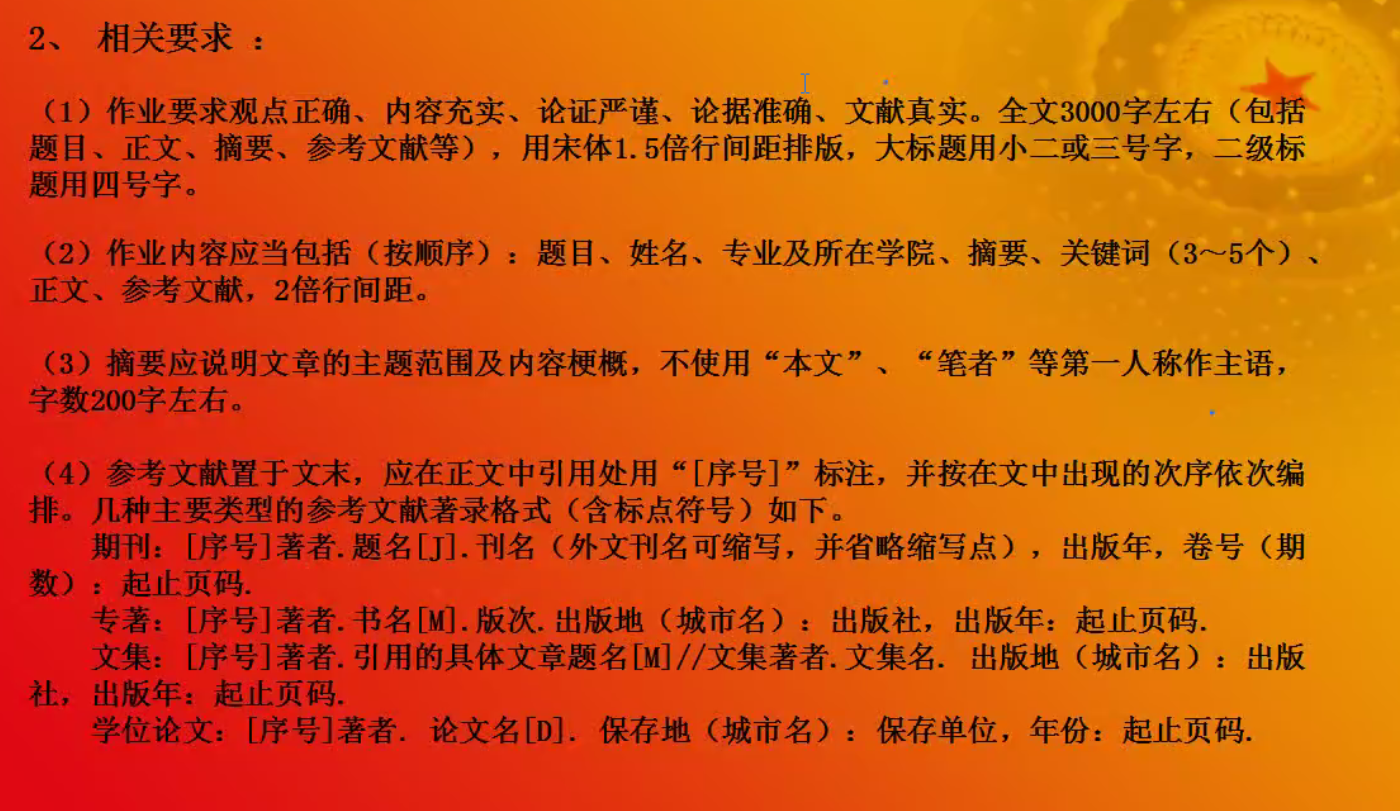 2、 相关要求 ：
（1）作业要求观点正确、内容充实、论证严谨、论据准确、文献真实。全文3000字左右（包括
题目、正文、摘要、参考文献等），用宋体1.5倍行间距排版，大标题用小二或三号字，二级标
题用四号字。
（2）作业内容应当包括（按顺序）：题目、姓名、专业及所在学院、摘要、关键词（3～5个）、
正文、参考文献，2倍行间距。
（3）摘要应说明文章的主题范围及内容梗概，不使用“本文”、“笔者”等第一人称作主语，
字数200字左右。
（4）参考文献置于文末，应在正文中引用处用“[序号]”标注，并按在文中出现的次序依次编
排。几种主要类型的参考文献著录格式（含标点符号）如下。
期刊：[序号]著者.题名[J].刊名（外文刊名可缩写，并省略缩写点），出版年，卷号（期
数）：起止页码.
专著：[序号]著者.书名[M].版次.出版地（城市名）：出版社，出版年：起止页码.
文集：[序号]著者.引用的具体文章题名[M]//文集著者.文集名. 出版地（城市名）：出版
社，出版年：起止页码.
学位论文：[序号]著者. 论文名[D]. 保存地（城市名）：保存单位，年份：起止页码.